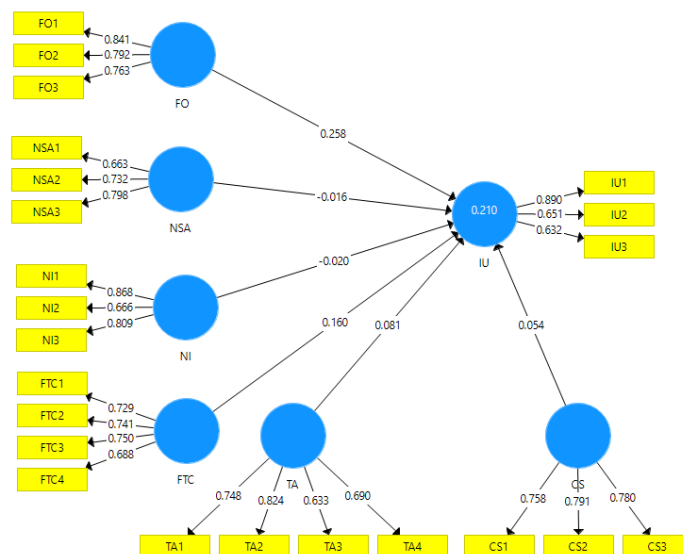 FO1
0.841
FO2
0.792
FO3
0.763
FO
0.258
NSA1
0.663
NSA2
0.732
NSA3
0.798
NSA
-0.016
0.210
IU
0.890
IU1
0.651
IU2
0.632
IU3
NI1
0.868
NI2
0.666
NI3
0.809
NI
-0.020
0.160
0.081
0.054
FTC1
0.729
FTC2
0.741
FTC3
0.750
FTC4
0.688
FTC
TA
CS
0.748
0.824
0.633
0.690
0.758
0.791
0.780
TA1
TA2
TA3
TA4
CS1
CS2
CS3